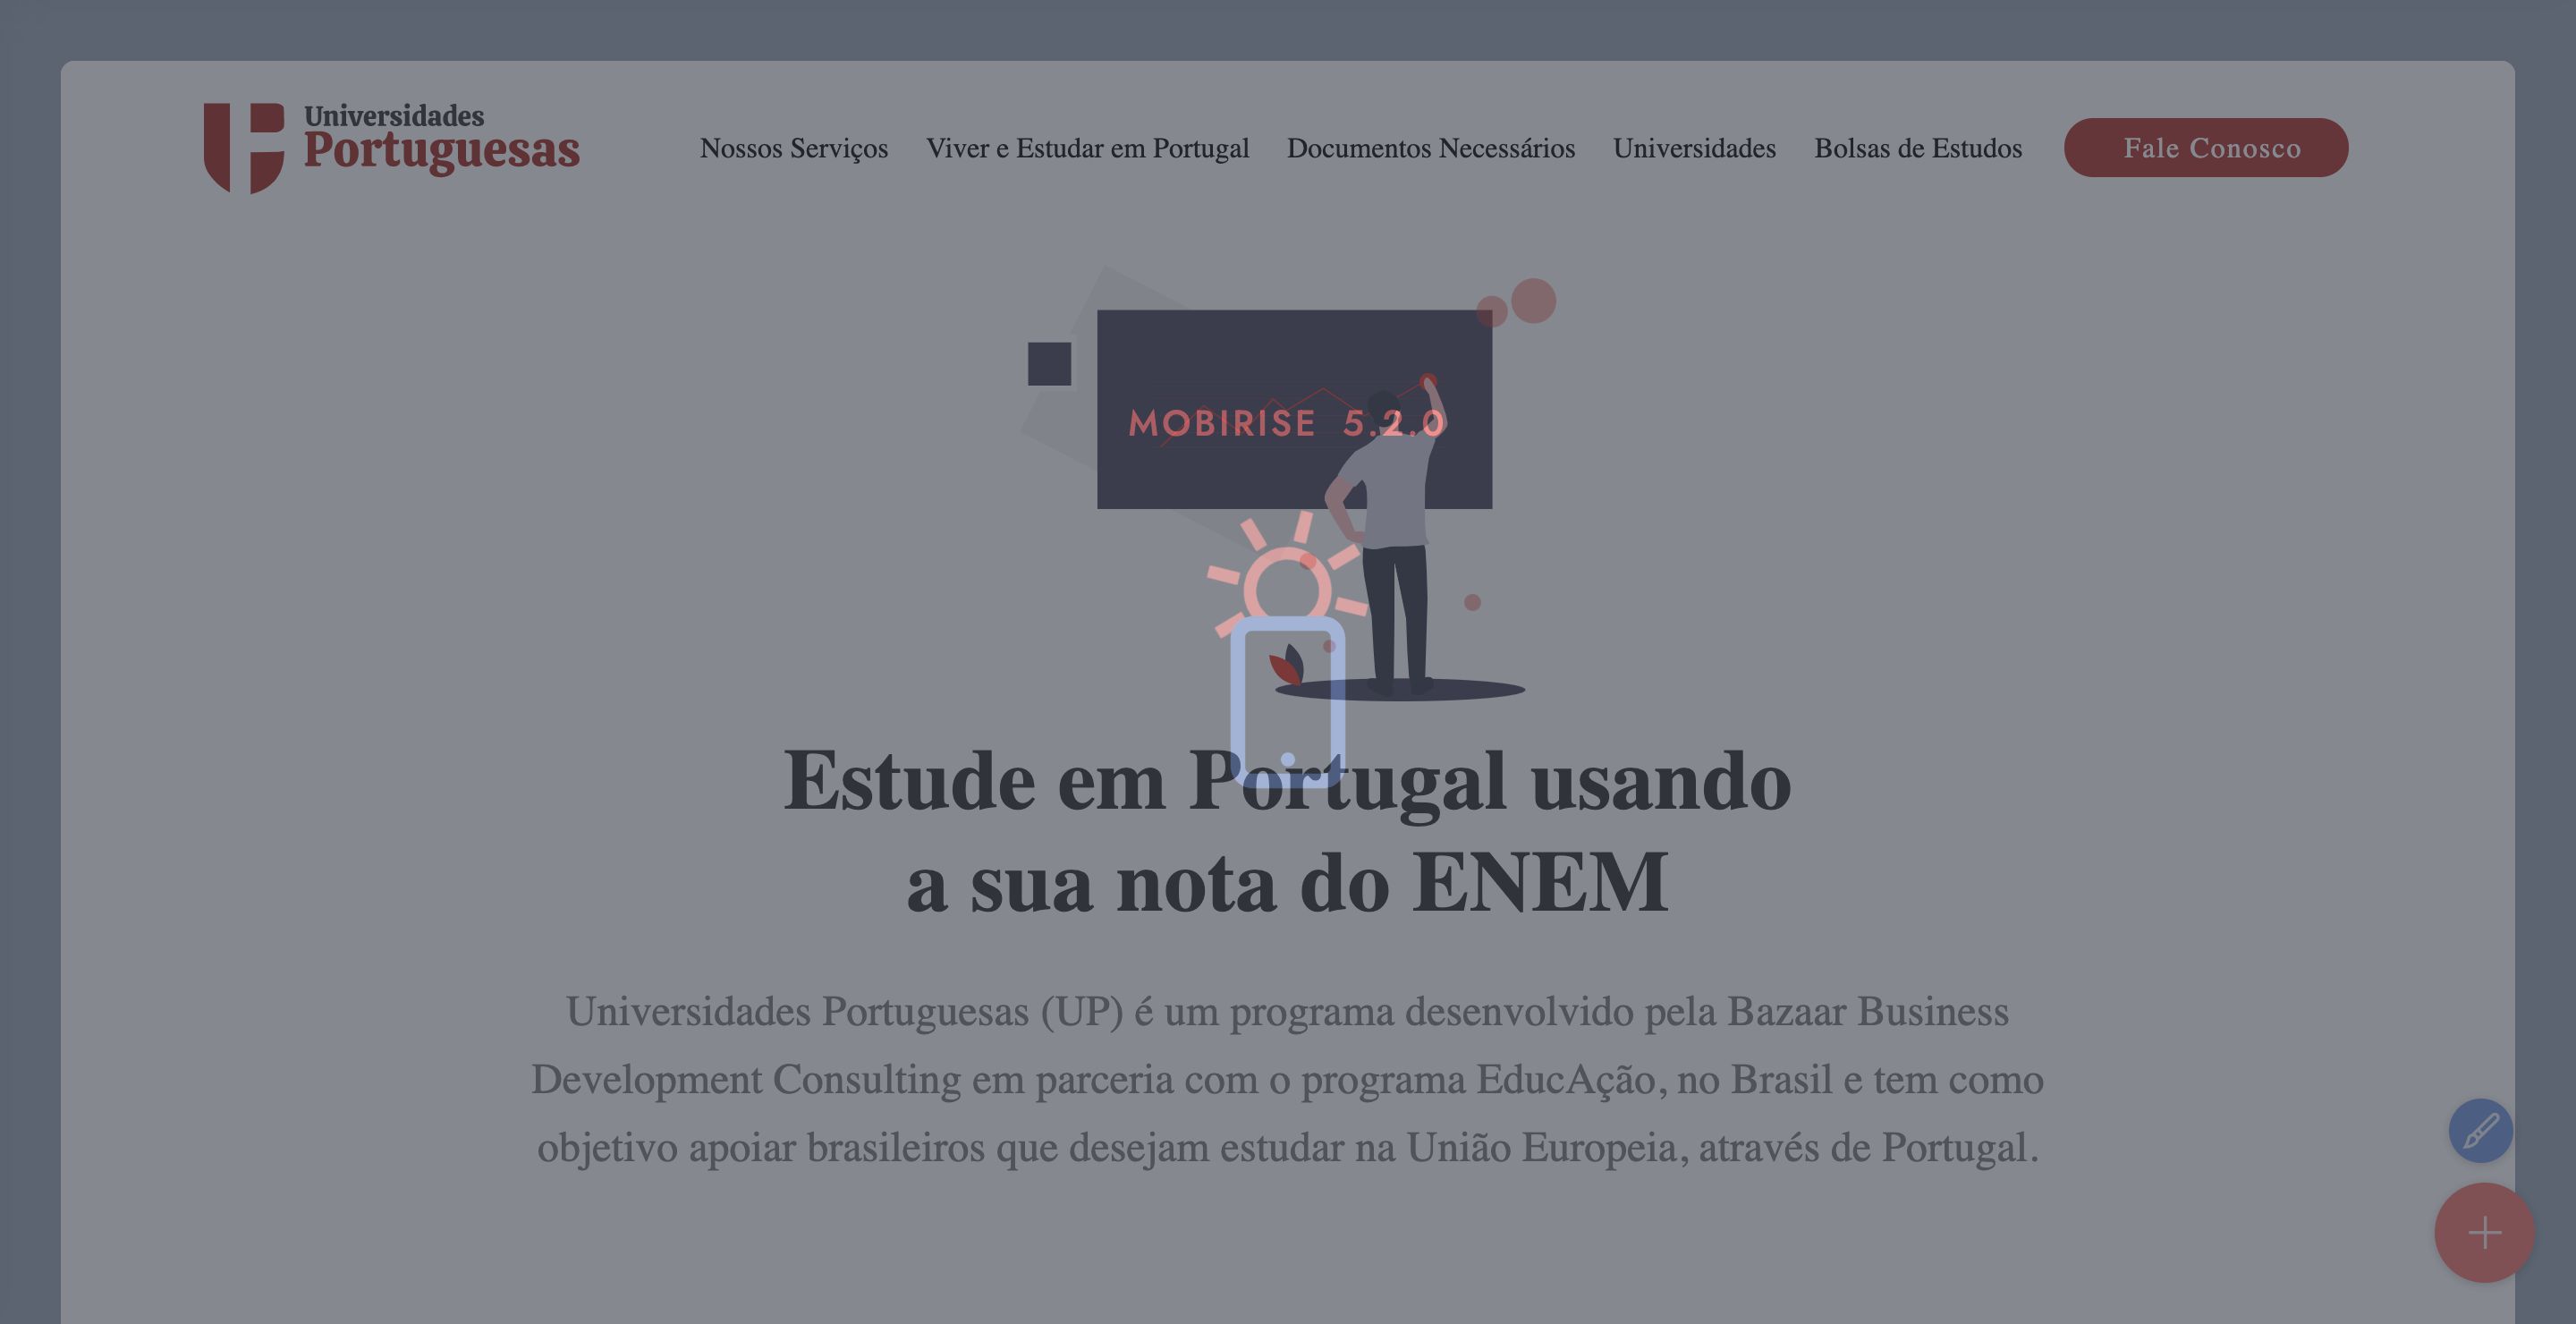 Universidades
Portuguesas
Nossos Serviços Viver e Estudar em Portugal Documentos Necessários Universidades Bolsas de Estudos Fale Conosco
MOBIRISE 5.2.0
Estude em Portugal usando
a sua nota do ENEM
Universidades Portuguesas (UP) é um programa desenvolvido pela Bazaar Business
Development Consulting em parceria com o programa EducAção, no Brasil e tem como
objetivo apoiar brasileiros que desejam estudar na União Europeia, através de Portugal.